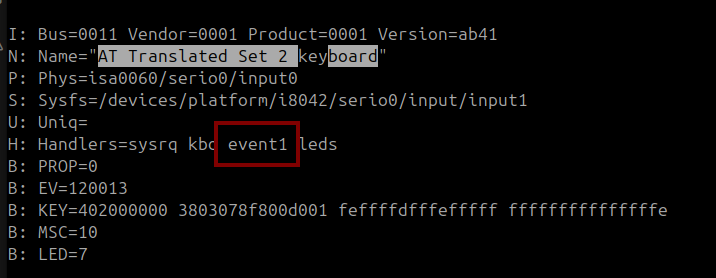 I: Bus=0011 Vendor=0001 Product=0001 Version=ab41
N: Name="AT Translated Set 2 keyboard"
P: Phys=isa0060/serio0/input0
S: Sysfs=/devices/platform/i8042/serio0/input/input1
U: Uniq=
H: Handlers=sysrq kbd event1 leds
B: PROP=0
B: EV=120013
B: KEY=402000000 3803078f800d001 feffffdfffefffff fffffffffffffffe
B: MSC=10
B: LED=7